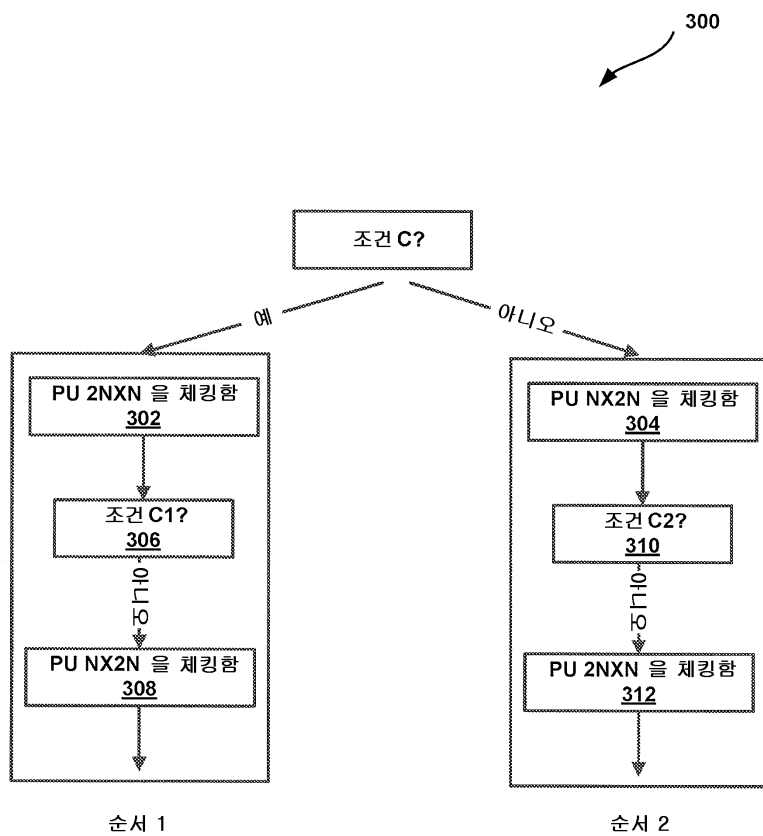 300
조건 C?
예
아니오
PU 2NXN 을 체킹함
302
조건 C1?
306
아니오
PU NX2N 을 체킹함
308
순서 1
PU NX2N 을 체킹함
304
조건 C2?
310
아니오
PU 2NXN 을 체킹함
312
순서 2